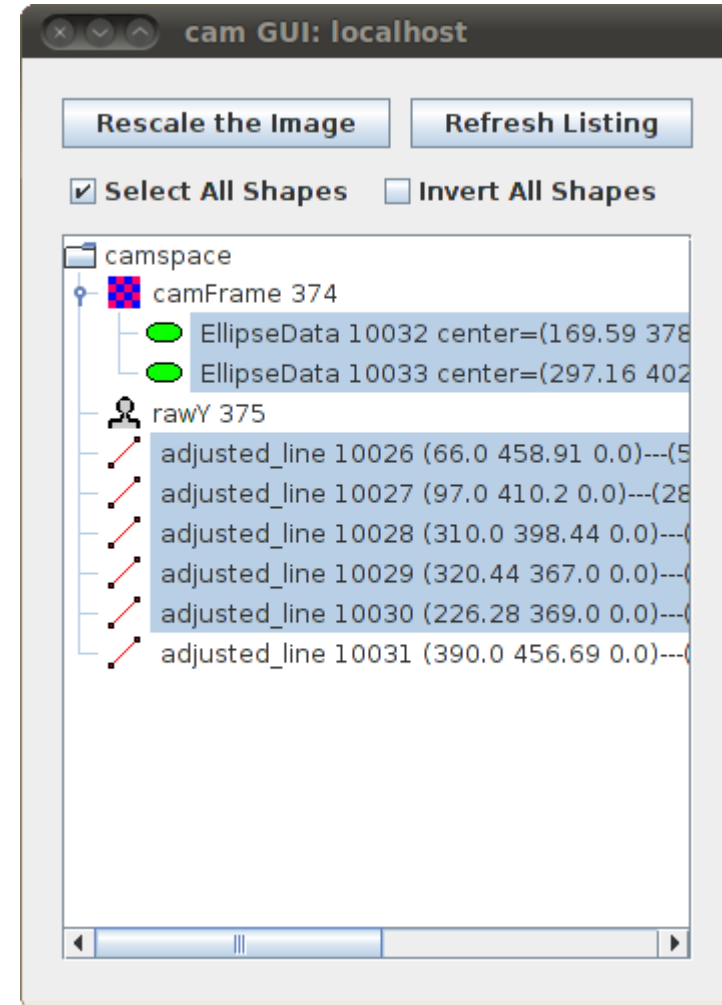 cam GUI: localhost
Rescale the Image Refresh Listing
Select All Shapes Invert All Shapes
camspace
camFrame 374
EllipseData 10032 center=(169.59 378
EllipseData 10033 center=(297.16 402
rawY 375
adjusted_line 10026 (66.0 458.91 0.0)---(5
adjusted_line 10027 (97.0 410.2 0.0)---(28
adjusted_line 10028 (310.0 398.44 0.0)---(
adjusted_line 10029 (320.44 367.0 0.0)---(
adjusted_line 10030 (226.28 369.0 0.0)---(
adjusted_line 10031 (390.0 456.69 0.0)---(